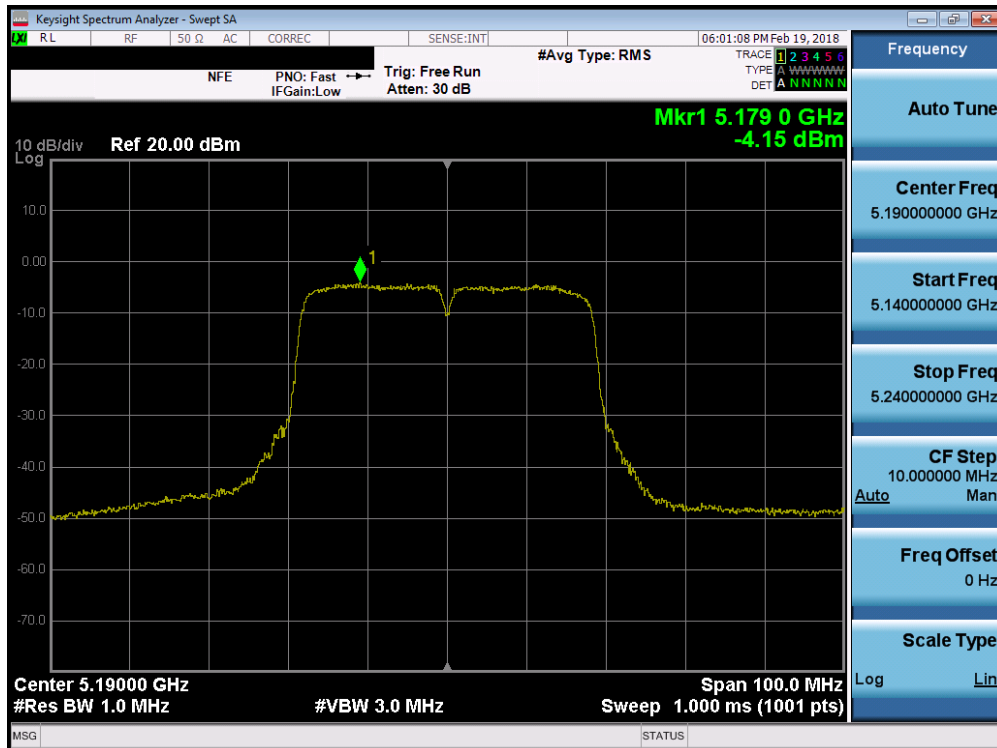 Keysight Spectrum Analyzer - Swept SA
LXI RL RF 50 Ω AC CORREC SENSE:INT 06:01:08 PM Feb 19, 2018
#Avg Type: RMS TRACE 1 2 3 4 5 6
NFE PNO: Fast Trig: Free Run TYPE A WWWWW
IFGain:Low Atten: 30 dB DET A N N N N N
Mkr1 5.179 0 GHz
10 dB/div Ref 20.00 dBm -4.15 dBm
Log
10.0
1
0.00
-10.0
-20.0
-30.0
-40.0
-50.0
-60.0
-70.0
Center 5.19000 GHz Span 100.0 MHz
#Res BW 1.0 MHz #VBW 3.0 MHz Sweep 1.000 ms (1001 pts)
MSG STATUS
Frequency
Auto Tune
Center Freq
5.190000000 GHz
Start Freq
5.140000000 GHz
Stop Freq
5.240000000 GHz
CF Step
10.000000 MHz
Auto Man
Freq Offset
0 Hz
Scale Type
Log Lin